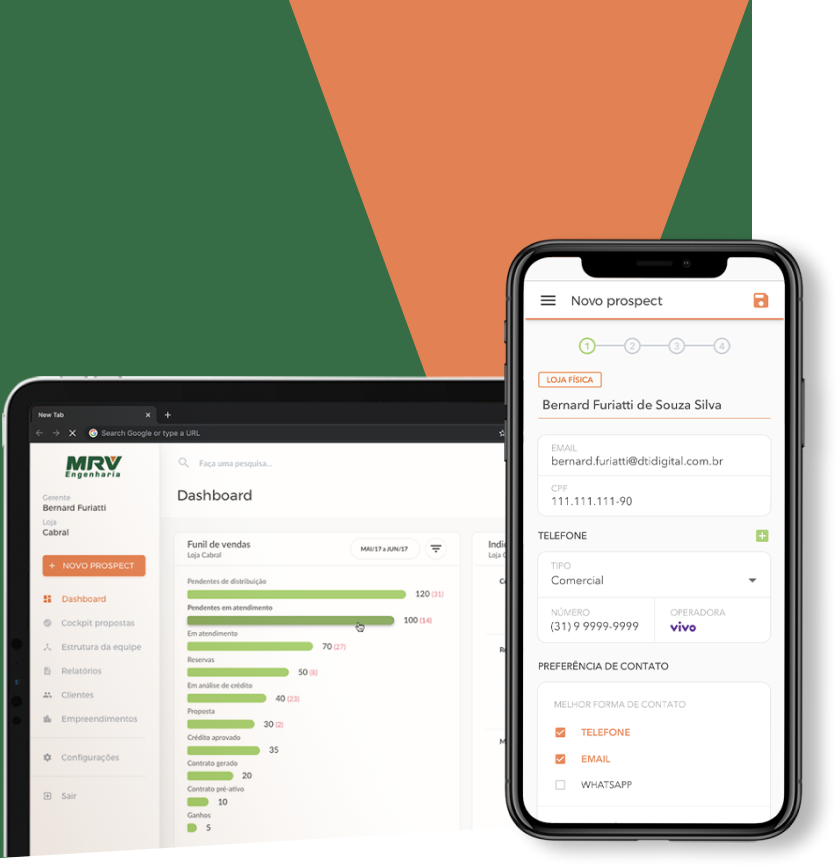 New Tab
Search Google or type a URL
MRV
Engenharia
Gerente
Bernard Furiatti
Loja
Cabral
+ NOVO PROSPECT
Dashboard
Cockpit propostas
Estrutura da equipe
Relatórios
Clientes
Empreendimentos
Configurações
Sair
Faça uma pesquisa...
Dashboard
Funil de vendas
Loja Cabral
MAI/17 a JUN/17
Pendentes de distribuição
120 (31)
Pendentes em atendimento
100 (14)
Em atendimento
70 (27)
Reservas
50 (8)
Em análise de crédito
40 (23)
Proposta
30 (2)
Crédito aprovado
35
Contrato gerado
20
Contrato pré-ativo
10
Ganhos
5
Novo prospect
1 2 3 4
LOJA FÍSICA
Bernard Furiatti de Souza Silva
EMAIL
bernard.furiatti@dtidigital.com.br
CPF
111.111.111-90
TELEFONE
TIPO
Comercial
NÚMERO
(31) 9 9999-9999
OPERADORA
vivo
PREFERÊNCIA DE CONTATO
MELHOR FORMA DE CONTATO
TELEFONE
EMAIL
WHATSAPP